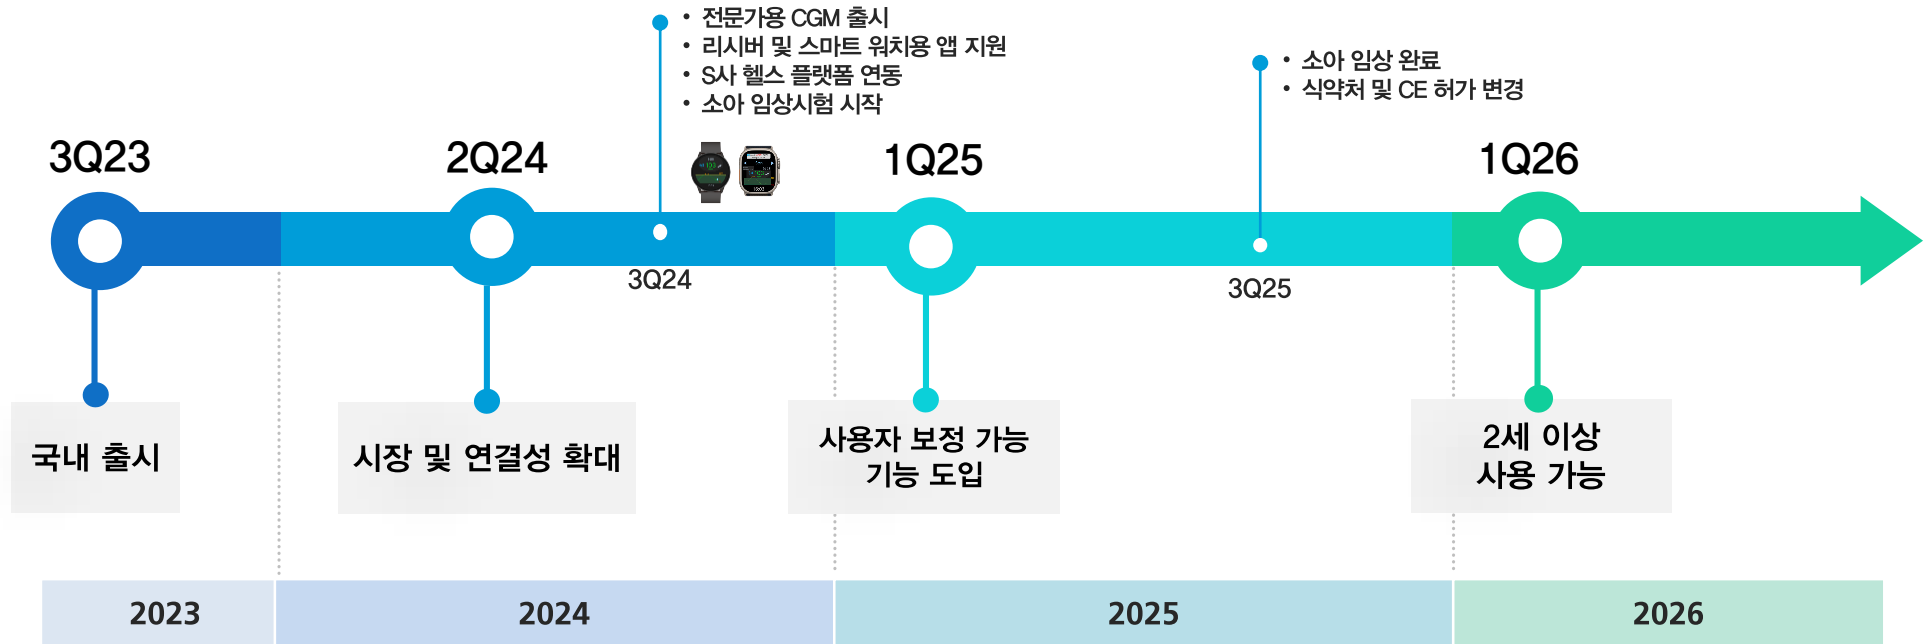 • 전문가용 CGM 출시
• 리시버 및 스마트 워치용 앱 지원
• S사 헬스 플랫폼 연동
• 소아 임상시험 시작
• 소아 임상 완료
• 식약처 및 CE 허가 변경
3Q23
2Q24
1Q25
1Q26
3Q24
3Q25
국내 출시
시장 및 연결성 확대
사용자 보정 가능
기능 도입
2세 이상
사용 가능
2023
2024
2025
2026